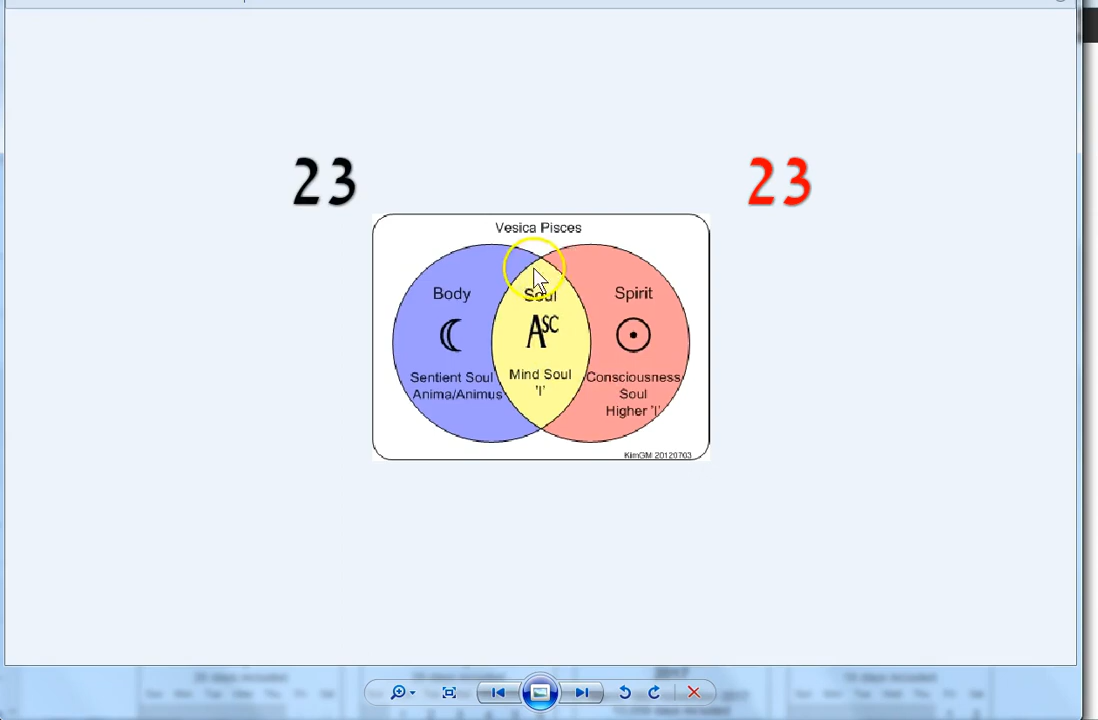 23
23
Vesica Pisces
Body
Soul
Spirit
Asc
Sentient Soul
Anima/Animus
Mind Soul
'I'
Consciousness
Soul
Higher 'I'
KimGM 20120703
2017